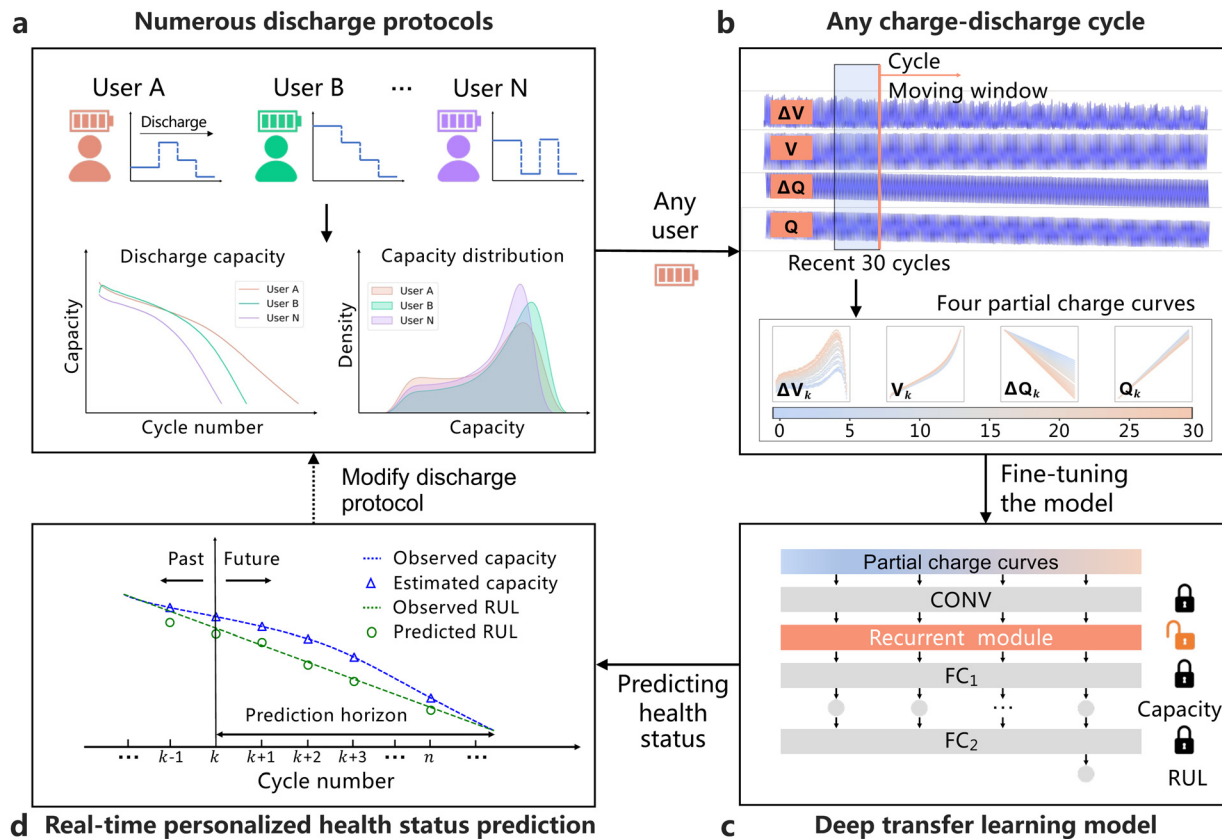 a
Numerous discharge protocols
User A
User B
...
User N
Discharge
Discharge capacity
User A
User B
User N
Capacity
Cycle number
Capacity distribution
User A
User B
User N
Density
Capacity
Any
user
b
Any charge-discharge cycle
Cycle
Moving window
ΔV
V
ΔQ
Q
Recent 30 cycles
Four partial charge curves
ΔVₖ
Vₖ
ΔQₖ
Qₖ
0 5 10 15 20 25 30
Fine-tuning
the model
Partial charge curves
CONV
Recurrent module
FC₁
...
Capacity
FC₂
RUL
c
Deep transfer learning model
Predicting
health
status
Modify discharge
protocol
Past
Future
Observed capacity
Estimated capacity
Observed RUL
Predicted RUL
Prediction horizon
... k-1 k k+1 k+2 k+3 ... n ...
Cycle number
d
Real-time personalized health status prediction